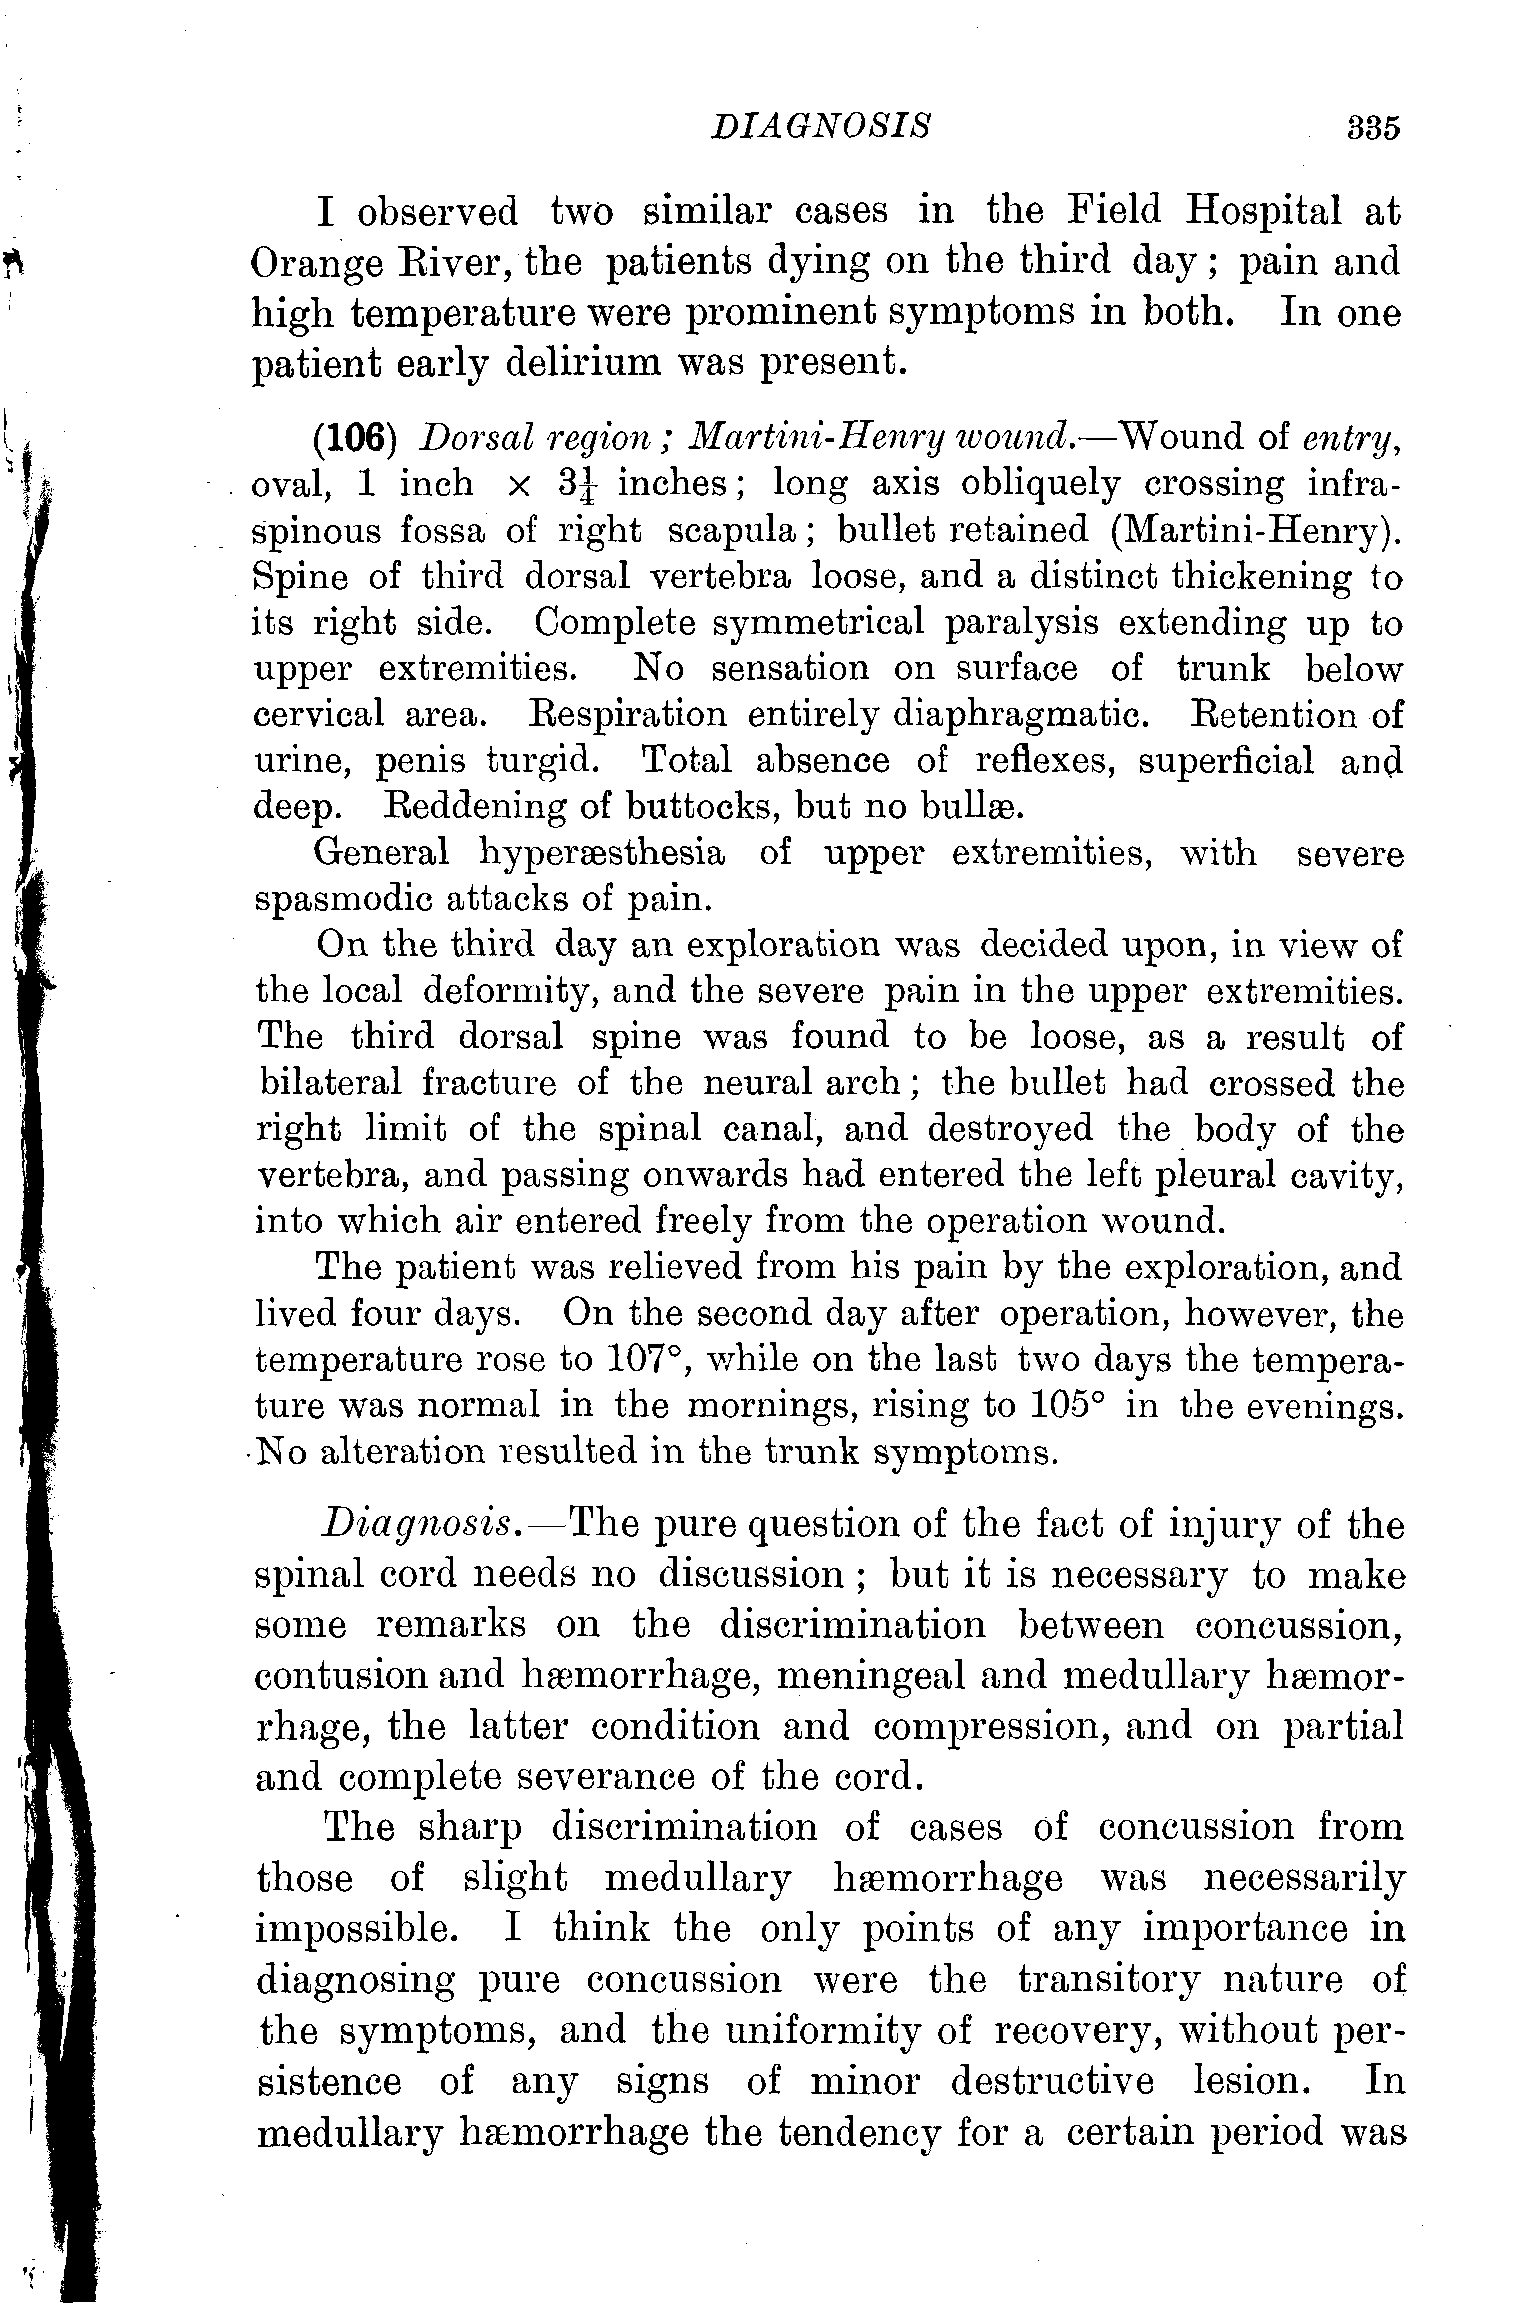 DIAGNOSIS 335
I observed two similar cases in the Field Hospital at
Orange River, the patients dying on the third day; pain and
high temperature were prominent symptoms in both. In one
patient early delirium was present.
(106) Dorsal region; Martini-Henry wound.—Wound of entry,
oval, 1 inch × 3¼ inches; long axis obliquely crossing infra-
spinous fossa of right scapula; bullet retained (Martini-Henry).
Spine of third dorsal vertebra loose, and a distinct thickening to
its right side. Complete symmetrical paralysis extending up to
upper extremities. No sensation on surface of trunk below
cervical area. Respiration entirely diaphragmatic. Retention of
urine, penis turgid. Total absence of reflexes, superficial and
deep. Reddening of buttocks, but no bullæ.
General hyperæsthesia of upper extremities, with severe
spasmodic attacks of pain.
On the third day an exploration was decided upon, in view of
the local deformity, and the severe pain in the upper extremities.
The third dorsal spine was found to be loose, as a result of
bilateral fracture of the neural arch; the bullet had crossed the
right limit of the spinal canal, and destroyed the body of the
vertebra, and passing onwards had entered the left pleural cavity,
into which air entered freely from the operation wound.
The patient was relieved from his pain by the exploration, and
lived four days. On the second day after operation, however, the
temperature rose to 107°, while on the last two days the tempera-
ture was normal in the mornings, rising to 105° in the evenings.
No alteration resulted in the trunk symptoms.
Diagnosis.—The pure question of the fact of injury of the
spinal cord needs no discussion; but it is necessary to make
some remarks on the discrimination between concussion,
contusion and hæmorrhage, meningeal and medullary hæmor-
rhage, the latter condition and compression, and on partial
and complete severance of the cord.
The sharp discrimination of cases of concussion from
those of slight medullary hæmorrhage was necessarily
impossible. I think the only points of any importance in
diagnosing pure concussion were the transitory nature of
the symptoms, and the uniformity of recovery, without per-
sistence of any signs of minor destructive lesion. In
medullary hæmorrhage the tendency for a certain period was